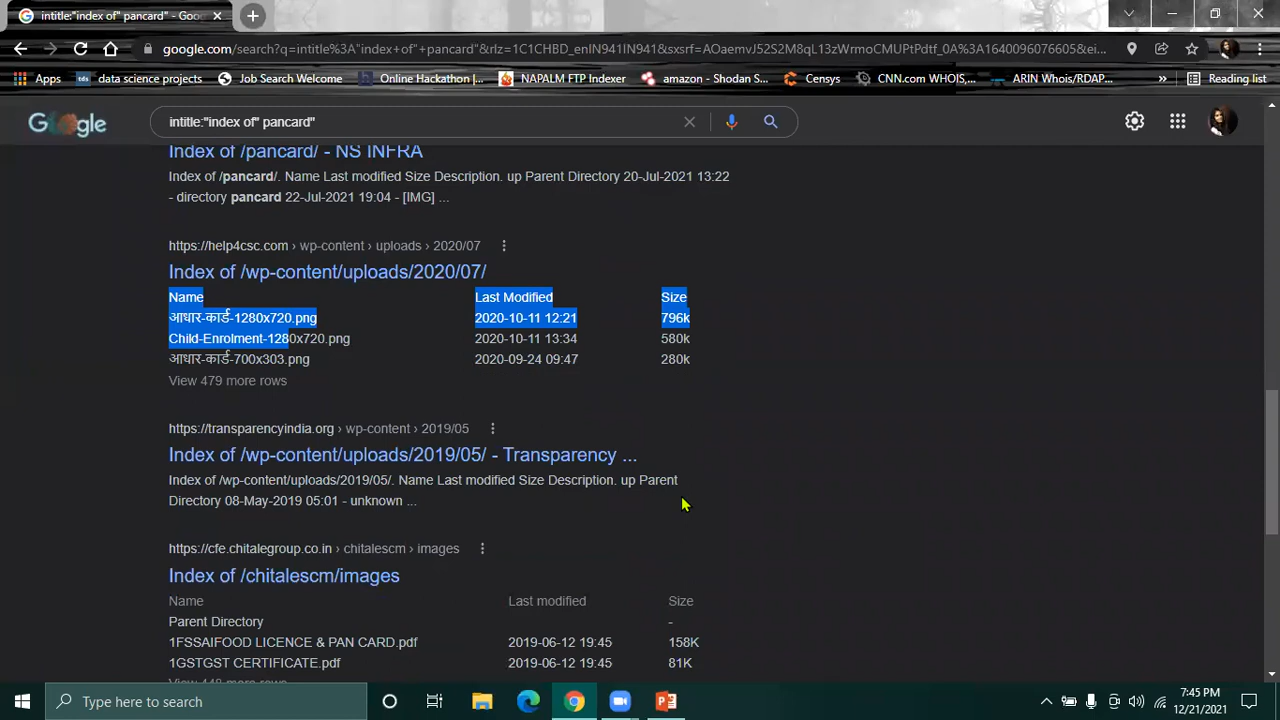 intitle:"index of" pancard" - Goo
google.com/search?q=intitle%3A"index+of"+pancard"&rlz=1C1CHBD_enIN941IN941&sxsrf=AOaemvJ52S2M8qL13zWrmoCMUPtPdtf_0A%3A1640096076605&ei...
Apps
tds data science projects
Job Search Welcome
Online Hackathon |...
NAPALM FTP Indexer
amazon - Shodan S...
Censys
CNN.com WHOIS,...
ARIN Whois/RDAP...
»
Reading list
Google
intitle:"index of" pancard"
Index of /pancard/ - NS INFRA
Index of /pancard/. Name Last modified Size Description. up Parent Directory 20-Jul-2021 13:22
- directory pancard 22-Jul-2021 19:04 - [IMG] ...
https://help4csc.com › wp-content › uploads › 2020/07
Index of /wp-content/uploads/2020/07/
Name Last Modified Size
आधार-कार्ड-1280x720.png 2020-10-11 12:21 796k
Child-Enrolment-1280x720.png 2020-10-11 13:34 580k
आधार-कार्ड-700x303.png 2020-09-24 09:47 280k
View 479 more rows
https://transparencyindia.org › wp-content › 2019/05
Index of /wp-content/uploads/2019/05/ - Transparency ...
Index of /wp-content/uploads/2019/05/. Name Last modified Size Description. up Parent
Directory 08-May-2019 05:01 - unknown ...
https://cfe.chitalegroup.co.in › chitalescm › images
Index of /chitalescm/images
Name Last modified Size
Parent Directory -
1FSSAIFOOD LICENCE & PAN CARD.pdf 2019-06-12 19:45 158K
1GSTGST CERTIFICATE.pdf 2019-06-12 19:45 81K
View 448 more rows
Type here to search
7:45 PM
12/21/2021